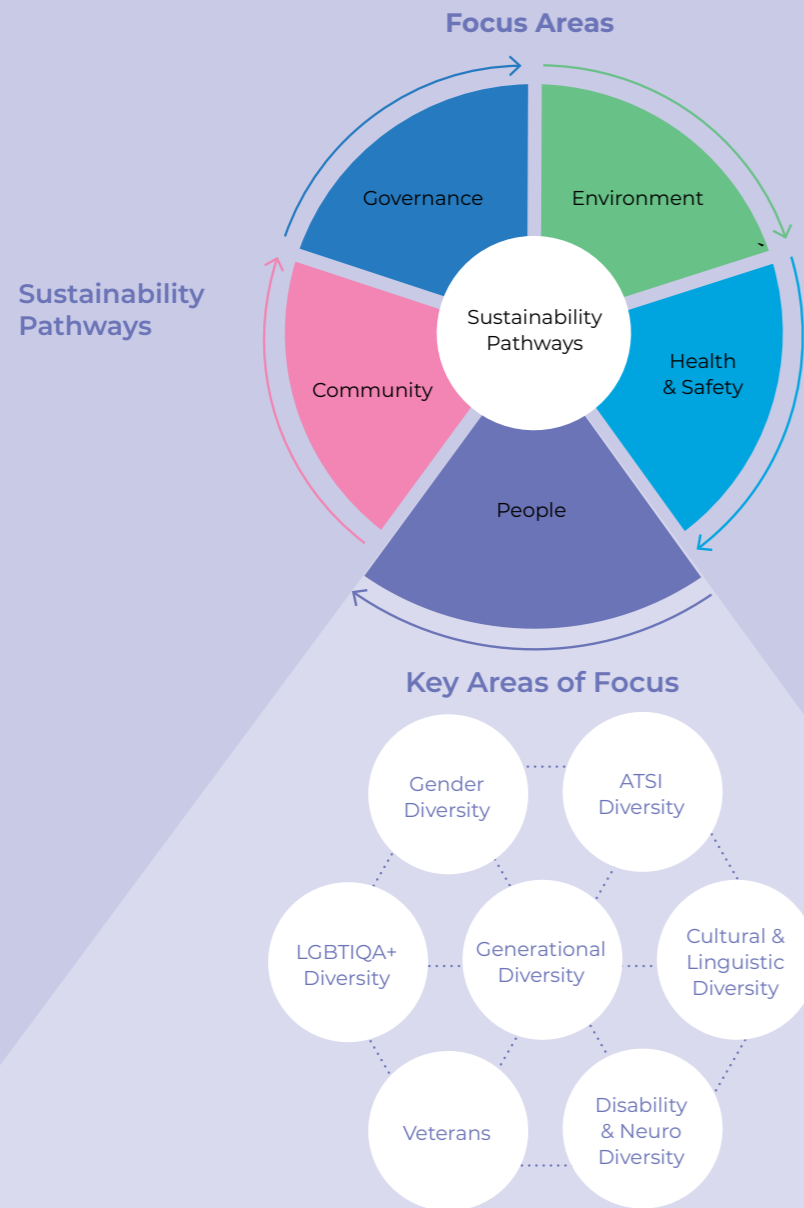 Focus Areas
Governance
Environment
Sustainability
Pathways
Sustainability
Pathways
Health
& Safety
Community
People
Key Areas of Focus
Gender
Diversity
ATSI
Diversity
LGBTIQA+
Diversity
Generational
Diversity
Cultural &
Linguistic
Diversity
Veterans
Disability
& Neuro
Diversity